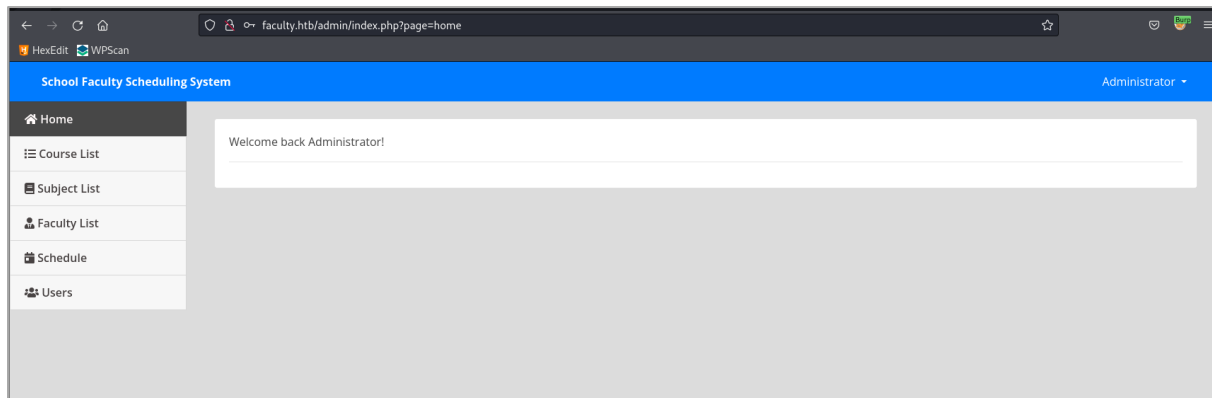 faculty.htb/admin/index.php?page=home
Burp
HexEdit WPScan
School Faculty Scheduling System
Administrator
Home
Welcome back Administrator!
Course List
Subject List
Faculty List
Schedule
Users